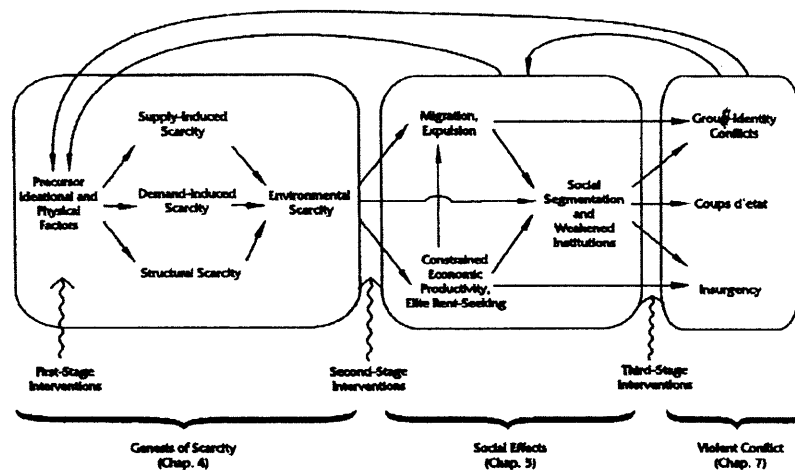 Supply-Induced
Scarcity
Precursor
Ideational and
Physical
Factors
Demand-Induced
Scarcity
Structural Scarcity
Environmental
Scarcity
Migration,
Expulsion
Constrained
Economic
Productivity,
Elite Rent-Seeking
Social
Segmentation
and
Weakened
Institutions
Group-Identity
Conflicts
Coups d'etat
Insurgency
First-Stage
Interventions
Second-Stage
Interventions
Third-Stage
Interventions
Genesis of Scarcity
(Chap. 4)
Social Effects
(Chap. 5)
Violent Conflict
(Chap. 7)